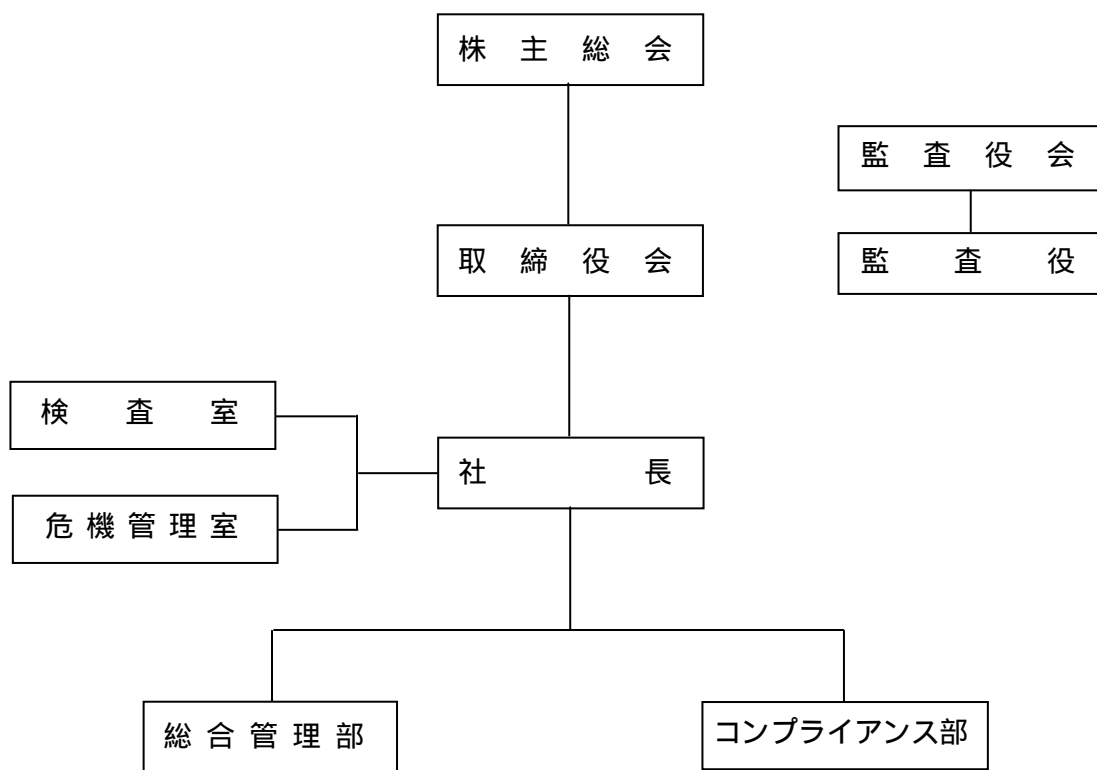 株主総会
監査役会
取締役会
監査役
検査室
社長
危機管理室
総合管理部
コンプライアンス部